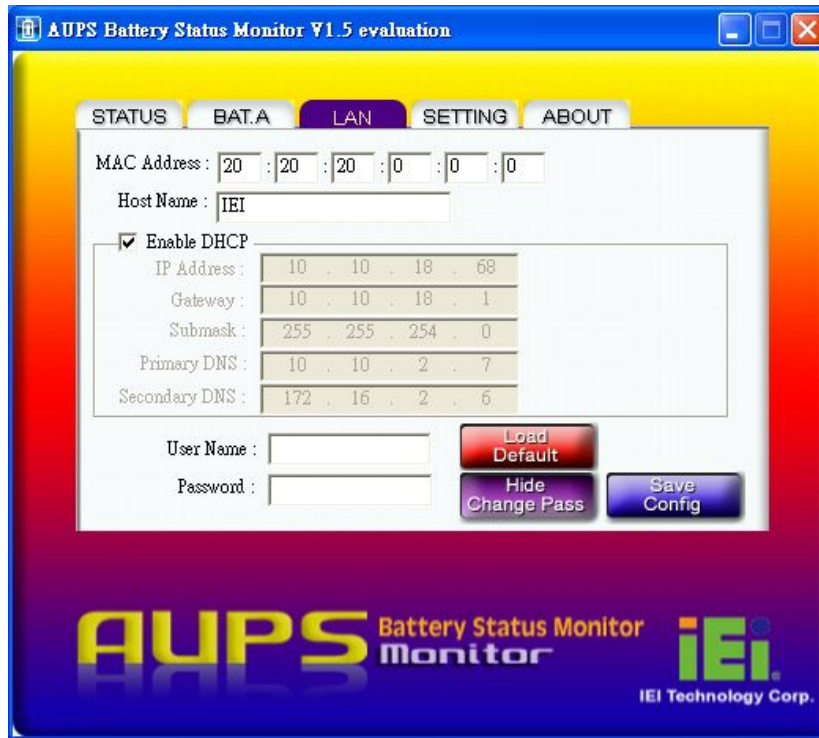 AUPS Battery Status Monitor V1.5 evaluation
STATUS BAT.A LAN SETTING ABOUT
MAC Address : 20 : 20 : 20 : 0 : 0 : 0
Host Name : IEI
Enable DHCP
IP Address : 10 . 10 . 18 . 68
Gateway : 10 . 10 . 18 . 1
Submask : 255 . 255 . 254 . 0
Primary DNS : 10 . 10 . 2 . 7
Secondary DNS : 172 . 16 . 2 . 6
User Name :
Load
Default
Password :
Hide
Change Pass
Save
Config
AUPS Battery Status Monitor
Monitor
iEi
IEI Technology Corp.